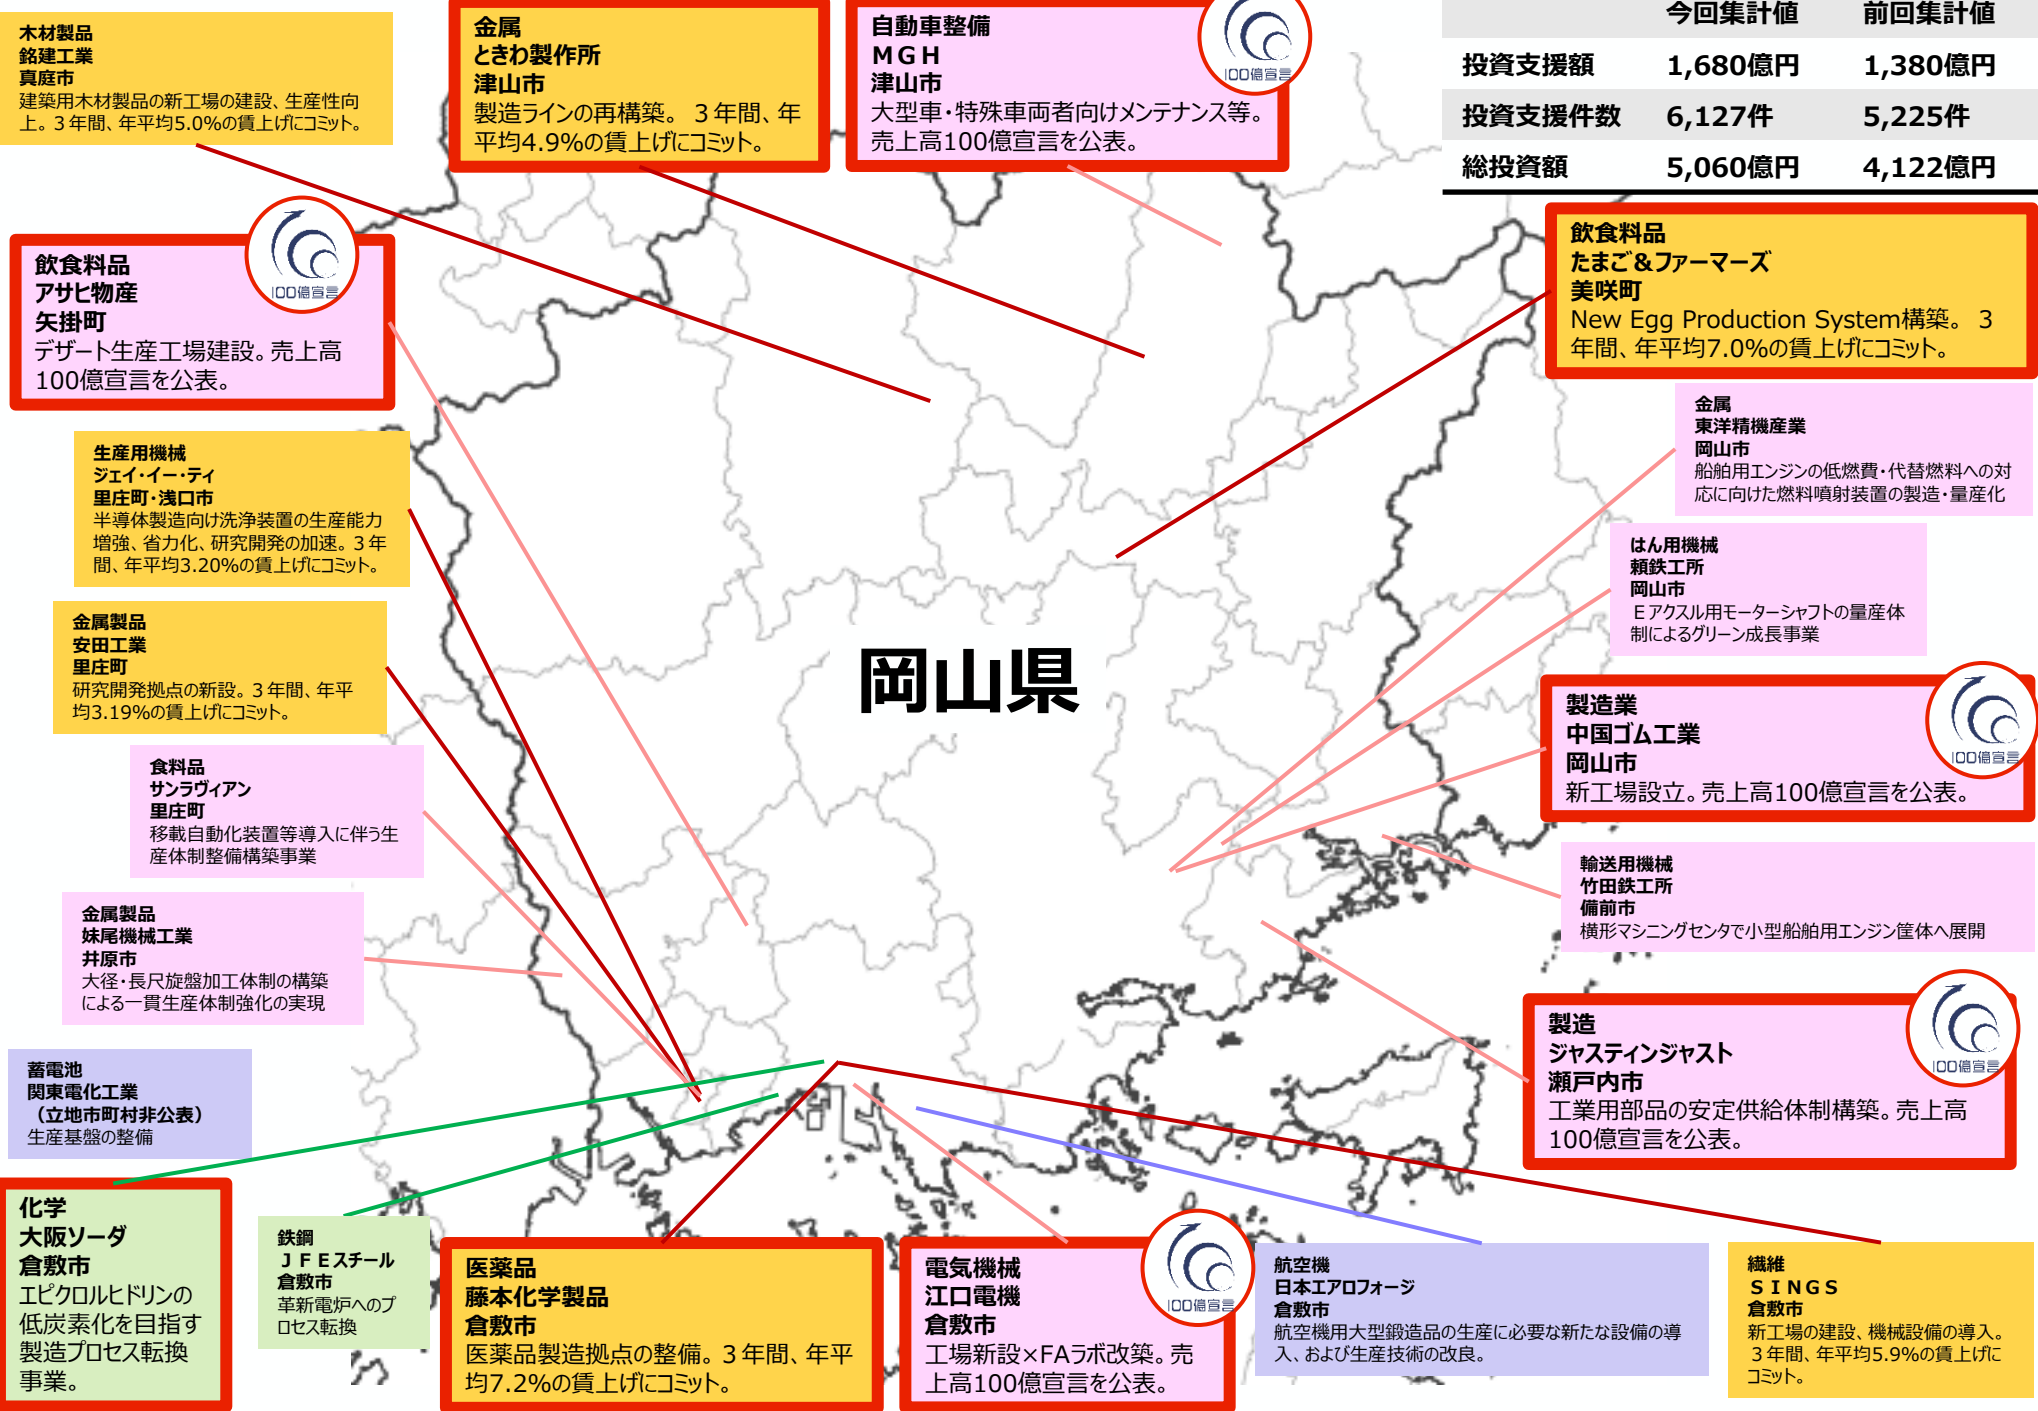 木材製品
銘建工業
真庭市
建築用木材製品の新工場の建設、生産性向
上。３年間、年平均5.0%の賃上げにコミット。
金属
ときわ製作所
津山市
製造ラインの再構築。３年間、年
平均4.9%の賃上げにコミット。
自動車整備
ＭＧＨ
津山市
大型車・特殊車両者向けメンテナンス等。
売上高100億宣言を公表。
100億宣言
今回集計値 前回集計値
投資支援額 1,680億円 1,380億円
投資支援件数 6,127件 5,225件
総投資額 5,060億円 4,122億円
飲食料品
アサヒ物産
矢掛町
デザート生産工場建設。売上高
100億宣言を公表。
100億宣言
飲食料品
たまご&ファーマーズ
美咲町
New Egg Production System構築。３
年間、年平均7.0%の賃上げにコミット。
金属
東洋精機産業
岡山市
船舶用エンジンの低燃費・代替燃料への対
応に向けた燃料噴射装置の製造・量産化
生産用機械
ジェイ・イー・ティ
里庄町・浅口市
半導体製造向け洗浄装置の生産能力
増強、省力化、研究開発の加速。３年
間、年平均3.20%の賃上げにコミット。
はん用機械
頼鉄工所
岡山市
Ｅアクスル用モーターシャフトの量産体
制によるグリーン成長事業
金属製品
安田工業
里庄町
研究開発拠点の新設。３年間、年平
均3.19%の賃上げにコミット。
岡山県
製造業
中国ゴム工業
岡山市
新工場設立。売上高100億宣言を公表。
100億宣言
食料品
サンラヴィアン
里庄町
移載自動化装置等導入に伴う生
産体制整備構築事業
輸送用機械
竹田鉄工所
備前市
横形マシニングセンタで小型船舶用エンジン筐体へ展開
金属製品
妹尾機械工業
井原市
大径・長尺旋盤加工体制の構築
による一貫生産体制強化の実現
製造
ジャスティンジャスト
瀬戸内市
工業用部品の安定供給体制構築。売上高
100億宣言を公表。
100億宣言
蓄電池
関東電化工業
（立地市町村非公表）
生産基盤の整備
化学
大阪ソーダ
倉敷市
エピクロルヒドリンの
低炭素化を目指す
製造プロセス転換
事業。
鉄鋼
ＪＦＥスチール
倉敷市
革新電炉へのプ
ロセス転換
医薬品
藤本化学製品
倉敷市
医薬品製造拠点の整備。３年間、年平
均7.2%の賃上げにコミット。
電気機械
江口電機
倉敷市
工場新設×FAラボ改築。売
上高100億宣言を公表。
100億宣言
航空機
日本エアロフォージ
倉敷市
航空機用大型鍛造品の生産に必要な新たな設備の導
入、および生産技術の改良。
繊維
ＳＩＮＧＳ
倉敷市
新工場の建設、機械設備の導入。
３年間、年平均5.9%の賃上げに
コミット。